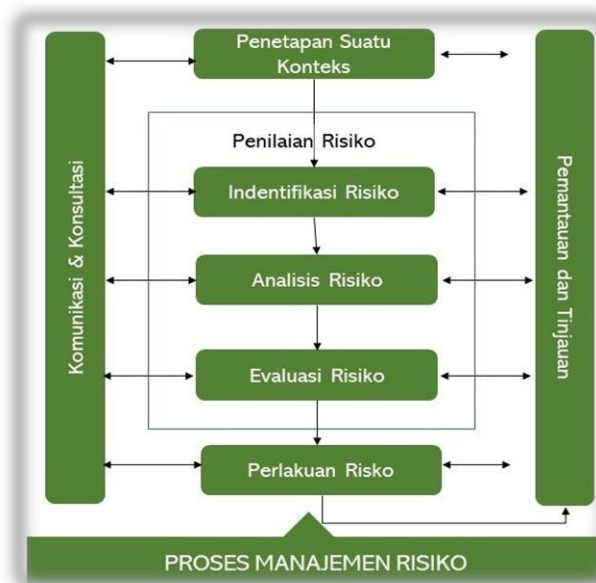 Penetapan Suatu
Konteks
Komunikasi & Konsultasi
Penilaian Risiko
Indentifikasi Risiko
Analisis Risiko
Evaluasi Risiko
Perlakuan Risko
Pemantauan dan Tinjauan
PROSES MANAJEMEN RISIKO